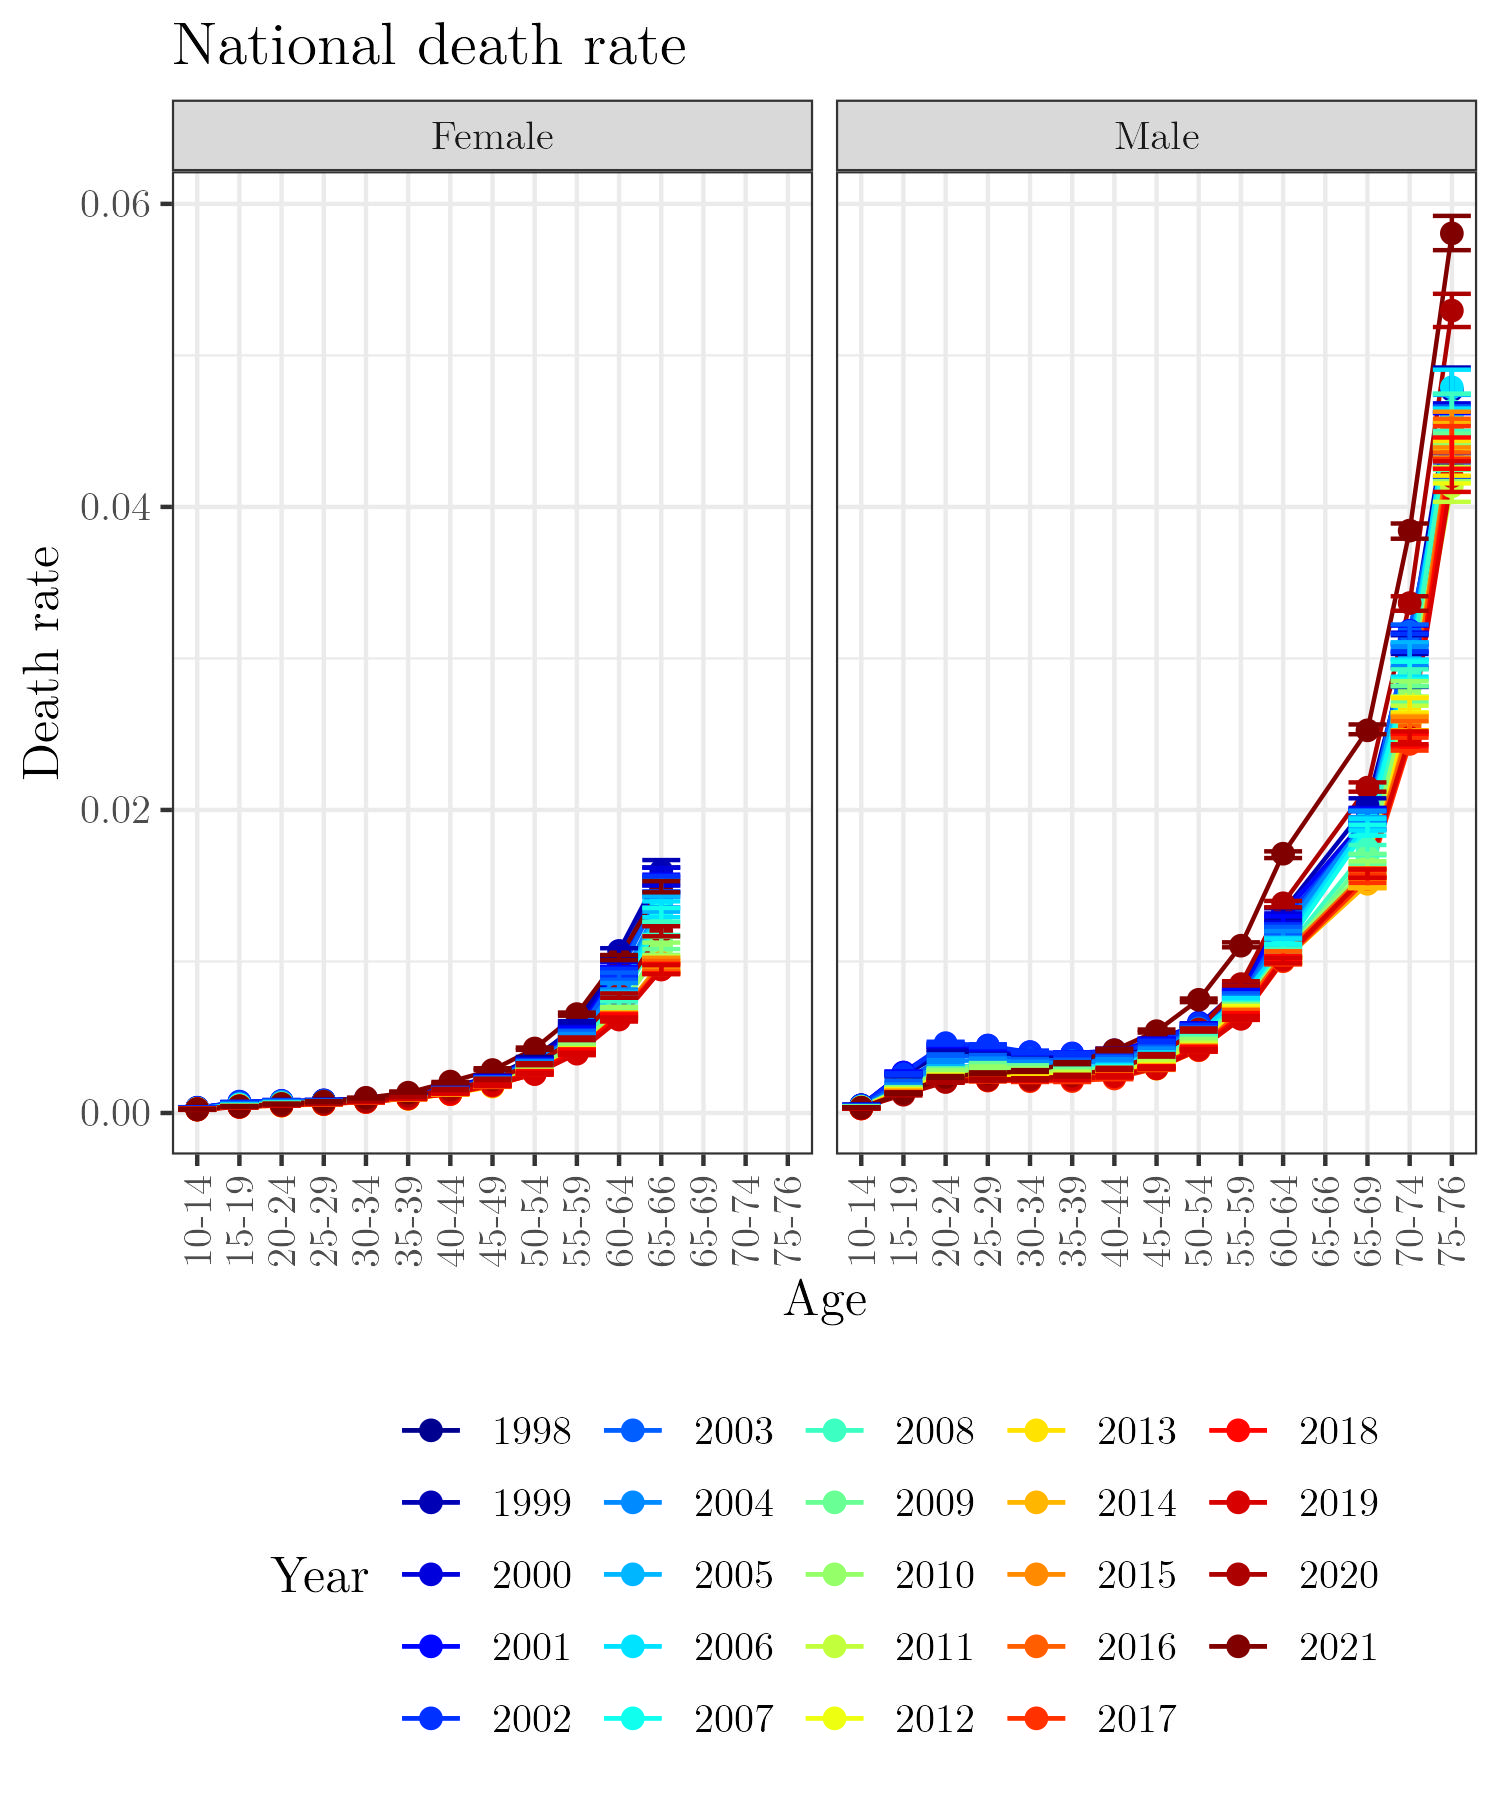 National death rate
Female Male
0.06
0.04
0.02
0.00
Death rate
10-14 15-19 20-24 25-29 30-34 35-39 40-44 45-49 50-54 55-59 60-64 65-66 65-69 70-74 75-76
10-14 15-19 20-24 25-29 30-34 35-39 40-44 45-49 50-54 55-59 60-64 65-66 65-69 70-74 75-76
Age
Year
1998 2003 2008 2013 2018
1999 2004 2009 2014 2019
2000 2005 2010 2015 2020
2001 2006 2011 2016 2021
2002 2007 2012 2017